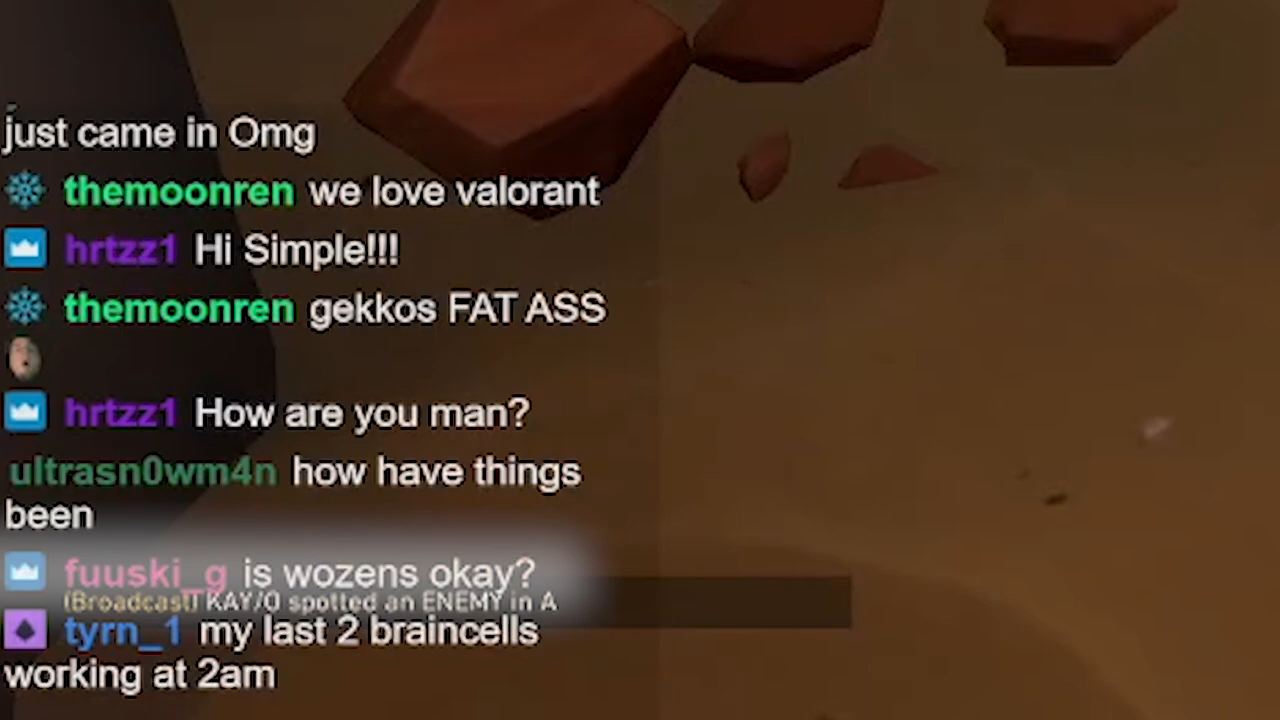 just came in Omg
themoonren we love valorant
hrtzz1 Hi Simple!!!
themoonren gekkos FAT ASS
hrtzz1 How are you man?
ultrasn0wm4n how have things
been
fuuski_g is wozens okay?
(Broadcast) KAY/O spotted an ENEMY in A
tyrn_1 my last 2 braincells
working at 2am